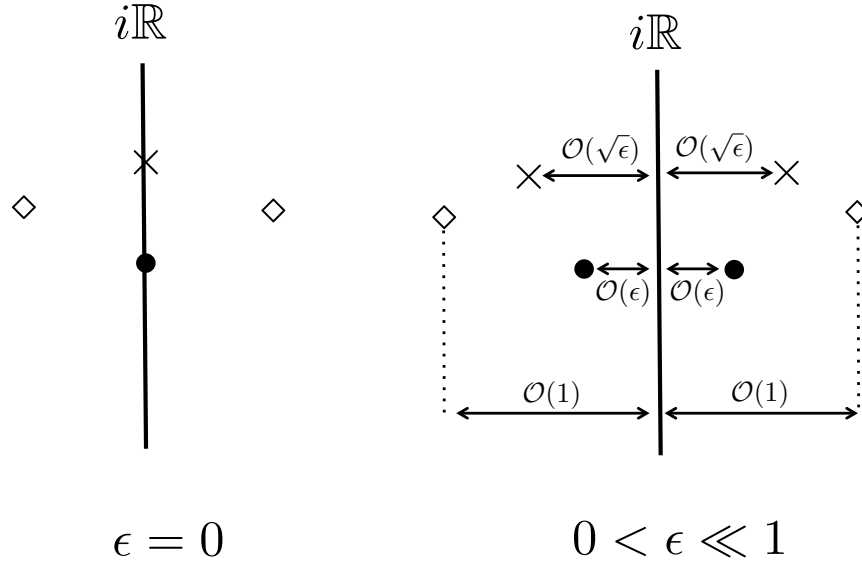 iℝ
iℝ
𝒪(√ϵ)
𝒪(√ϵ)
𝒪(ϵ)
𝒪(ϵ)
𝒪(1)
𝒪(1)
ϵ = 0
0 < ϵ ≪ 1